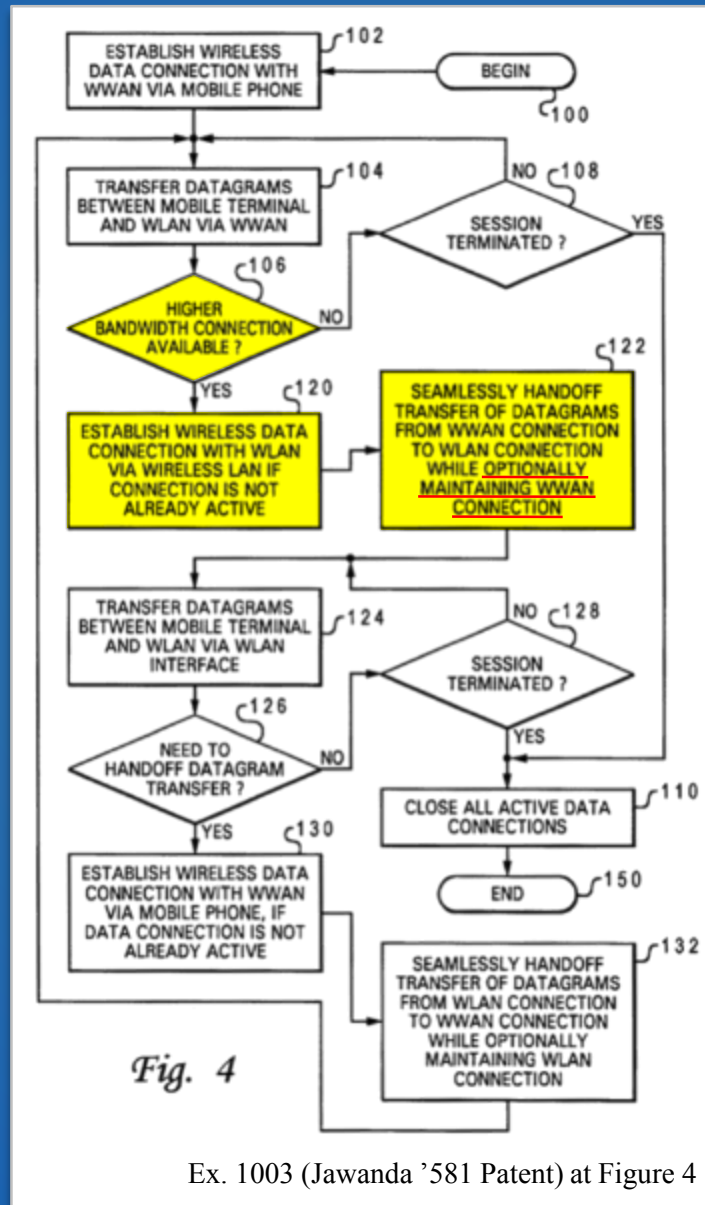 ESTABLISH WIRELESS
DATA CONNECTION WITH
WWAN VIA MOBILE PHONE
102
BEGIN
100
TRANSFER DATAGRAMS
BETWEEN MOBILE TERMINAL
AND WLAN VIA WWAN
104
NO
108
SESSION
TERMINATED ?
YES
106
HIGHER
BANDWIDTH CONNECTION
AVAILABLE ?
NO
YES
120
ESTABLISH WIRELESS DATA
CONNECTION WITH WLAN
VIA WIRELESS LAN IF
CONNECTION IS NOT
ALREADY ACTIVE
122
SEAMLESSLY HANDOFF
TRANSFER OF DATAGRAMS
FROM WWAN CONNECTION
TO WLAN CONNECTION
WHILE OPTIONALLY
MAINTAINING WWAN
CONNECTION
TRANSFER DATAGRAMS
BETWEEN MOBILE TERMINAL
AND WLAN VIA WLAN
INTERFACE
124
NO
128
SESSION
TERMINATED ?
YES
126
NEED TO
HANDOFF DATAGRAM
TRANSFER ?
NO
YES
CLOSE ALL ACTIVE DATA
CONNECTIONS
110
END
150
130
ESTABLISH WIRELESS DATA
CONNECTION WITH WWAN
VIA MOBILE PHONE, IF
DATA CONNECTION IS NOT
ALREADY ACTIVE
132
SEAMLESSLY HANDOFF
TRANSFER OF DATAGRAMS
FROM WLAN CONNECTION
TO WWAN CONNECTION
WHILE OPTIONALLY
MAINTAINING WLAN
CONNECTION
Fig. 4
Ex. 1003 (Jawanda ’581 Patent) at Figure 4